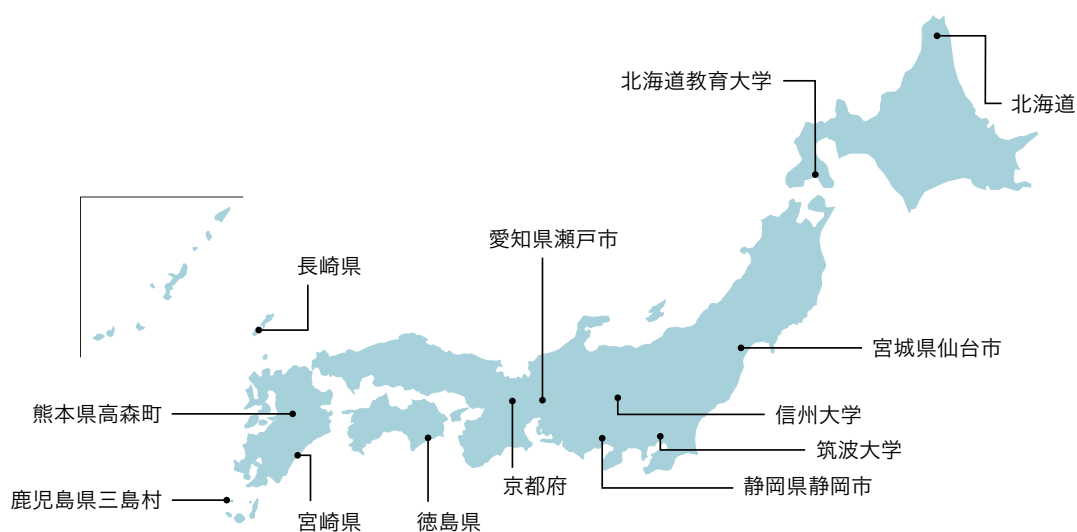 北海道教育大学
北海道
愛知県瀬戸市
長崎県
宮城県仙台市
熊本県高森町
信州大学
筑波大学
京都府
静岡県静岡市
鹿児島県三島村
宮崎県
徳島県